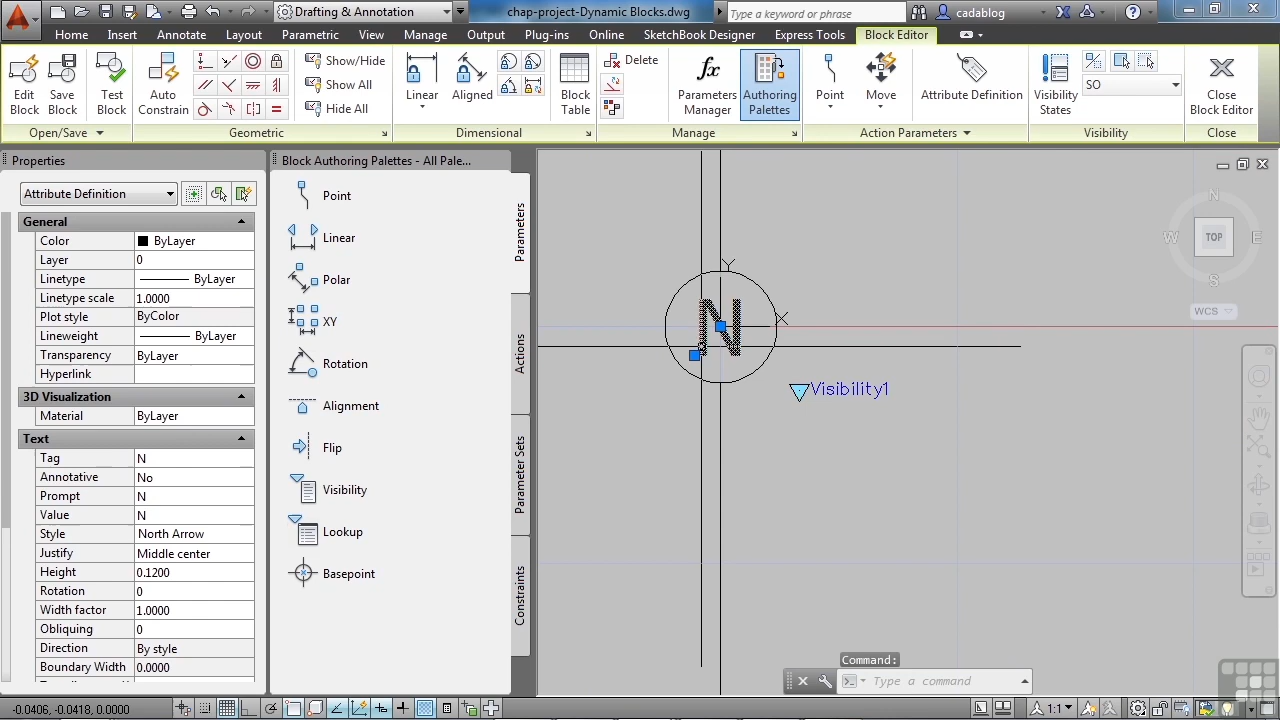 Drafting & Annotation
chap-project-Dynamic Blocks.dwg
Type a keyword or phrase
cadablog
Home Insert Annotate Layout Parametric View Manage Output Plug-ins Online SketchBook Designer Express Tools Block Editor
Edit Block
Save Block
Test Block
Auto Constrain
Show/Hide
Show All
Hide All
Linear
Aligned
Block Table
Delete
Parameters Manager
Authoring Palettes
Point
Move
Attribute Definition
Visibility States
SO
Close Block Editor
Open/Save
Geometric
Dimensional
Manage
Action Parameters
Visibility
Close
Properties
Attribute Definition
General
Color ByLayer
Layer 0
Linetype ByLayer
Linetype scale 1.0000
Plot style ByColor
Lineweight ByLayer
Transparency ByLayer
Hyperlink
3D Visualization
Material ByLayer
Text
Tag N
Annotative No
Prompt N
Value N
Style North Arrow
Justify Middle center
Height 0.1200
Rotation 0
Width factor 1.0000
Obliquing 0
Direction By style
Boundary Width 0.0000
Block Authoring Palettes - All Pale...
Point
Linear
Polar
XY
Rotation
Alignment
Flip
Visibility
Lookup
Basepoint
Parameters
Actions
Parameter Sets
Constraints
Y
X
N
Visibility1
N
W
TOP
E
S
WCS
Command:
Type a command
-0.0406, -0.0418, 0.0000
1:1